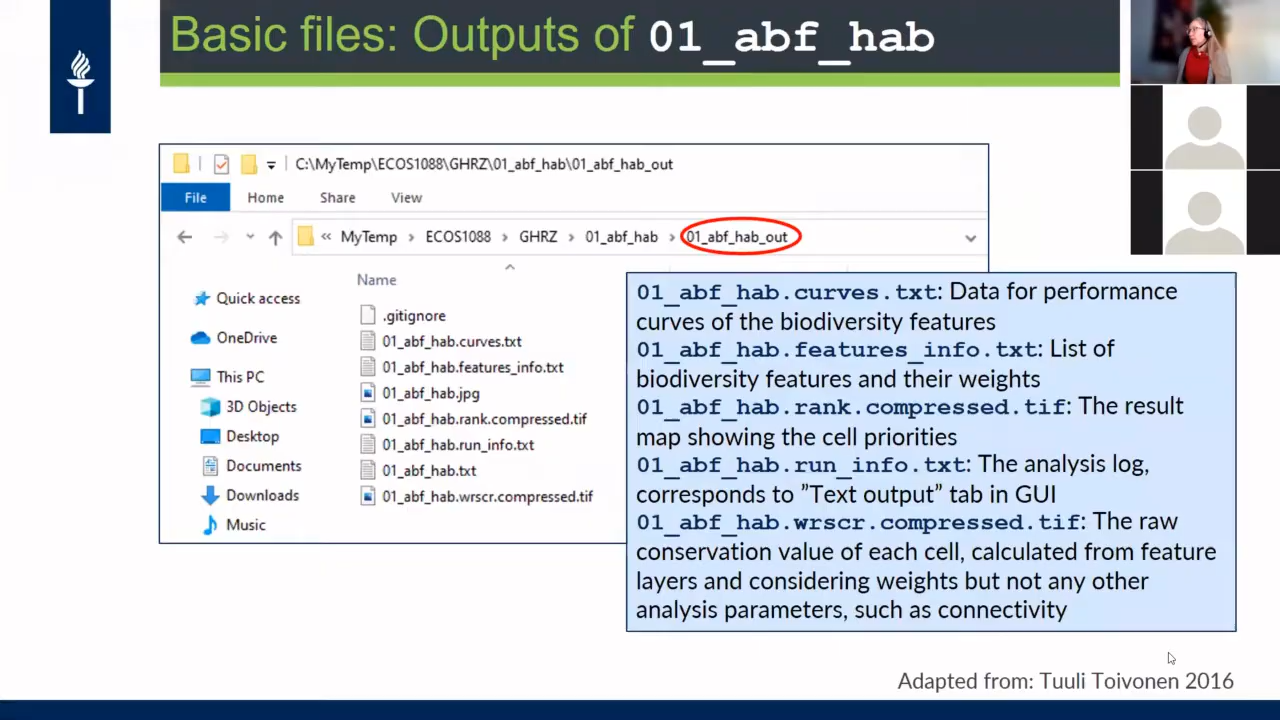 Basic files: Outputs of 01_abf_hab
C:\MyTemp\ECOS1088\GHRZ\01_abf_hab\01_abf_hab_out
File Home Share View
« MyTemp › ECOS1088 › GHRZ › 01_abf_hab › 01_abf_hab_out
Quick access
OneDrive
This PC
3D Objects
Desktop
Documents
Downloads
Music
Name
.gitignore
01_abf_hab.curves.txt
01_abf_hab.features_info.txt
01_abf_hab.jpg
01_abf_hab.rank.compressed.tif
01_abf_hab.run_info.txt
01_abf_hab.txt
01_abf_hab.wrscr.compressed.tif
01_abf_hab.curves.txt: Data for performance
curves of the biodiversity features
01_abf_hab.features_info.txt: List of
biodiversity features and their weights
01_abf_hab.rank.compressed.tif: The result
map showing the cell priorities
01_abf_hab.run_info.txt: The analysis log,
corresponds to ”Text output” tab in GUI
01_abf_hab.wrscr.compressed.tif: The raw
conservation value of each cell, calculated from feature
layers and considering weights but not any other
analysis parameters, such as connectivity
Adapted from: Tuuli Toivonen 2016